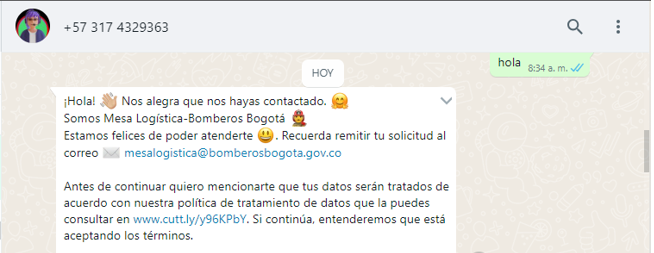 +57 317 4329363
hola
8:34 a. m.
HOY
¡Hola! 👋🏼 Nos alegra que nos hayas contactado. 🤗
Somos Mesa Logística-Bomberos Bogotá 👩‍🚒
Estamos felices de poder atenderte 😃. Recuerda remitir tu solicitud al
correo ✉️ mesalogistica@bomberosbogota.gov.co
Antes de continuar quiero mencionarte que tus datos serán tratados de
acuerdo con nuestra política de tratamiento de datos que la puedes
consultar en www.cutt.ly/y96KPbY. Si continúa, entenderemos que está
aceptando los términos.